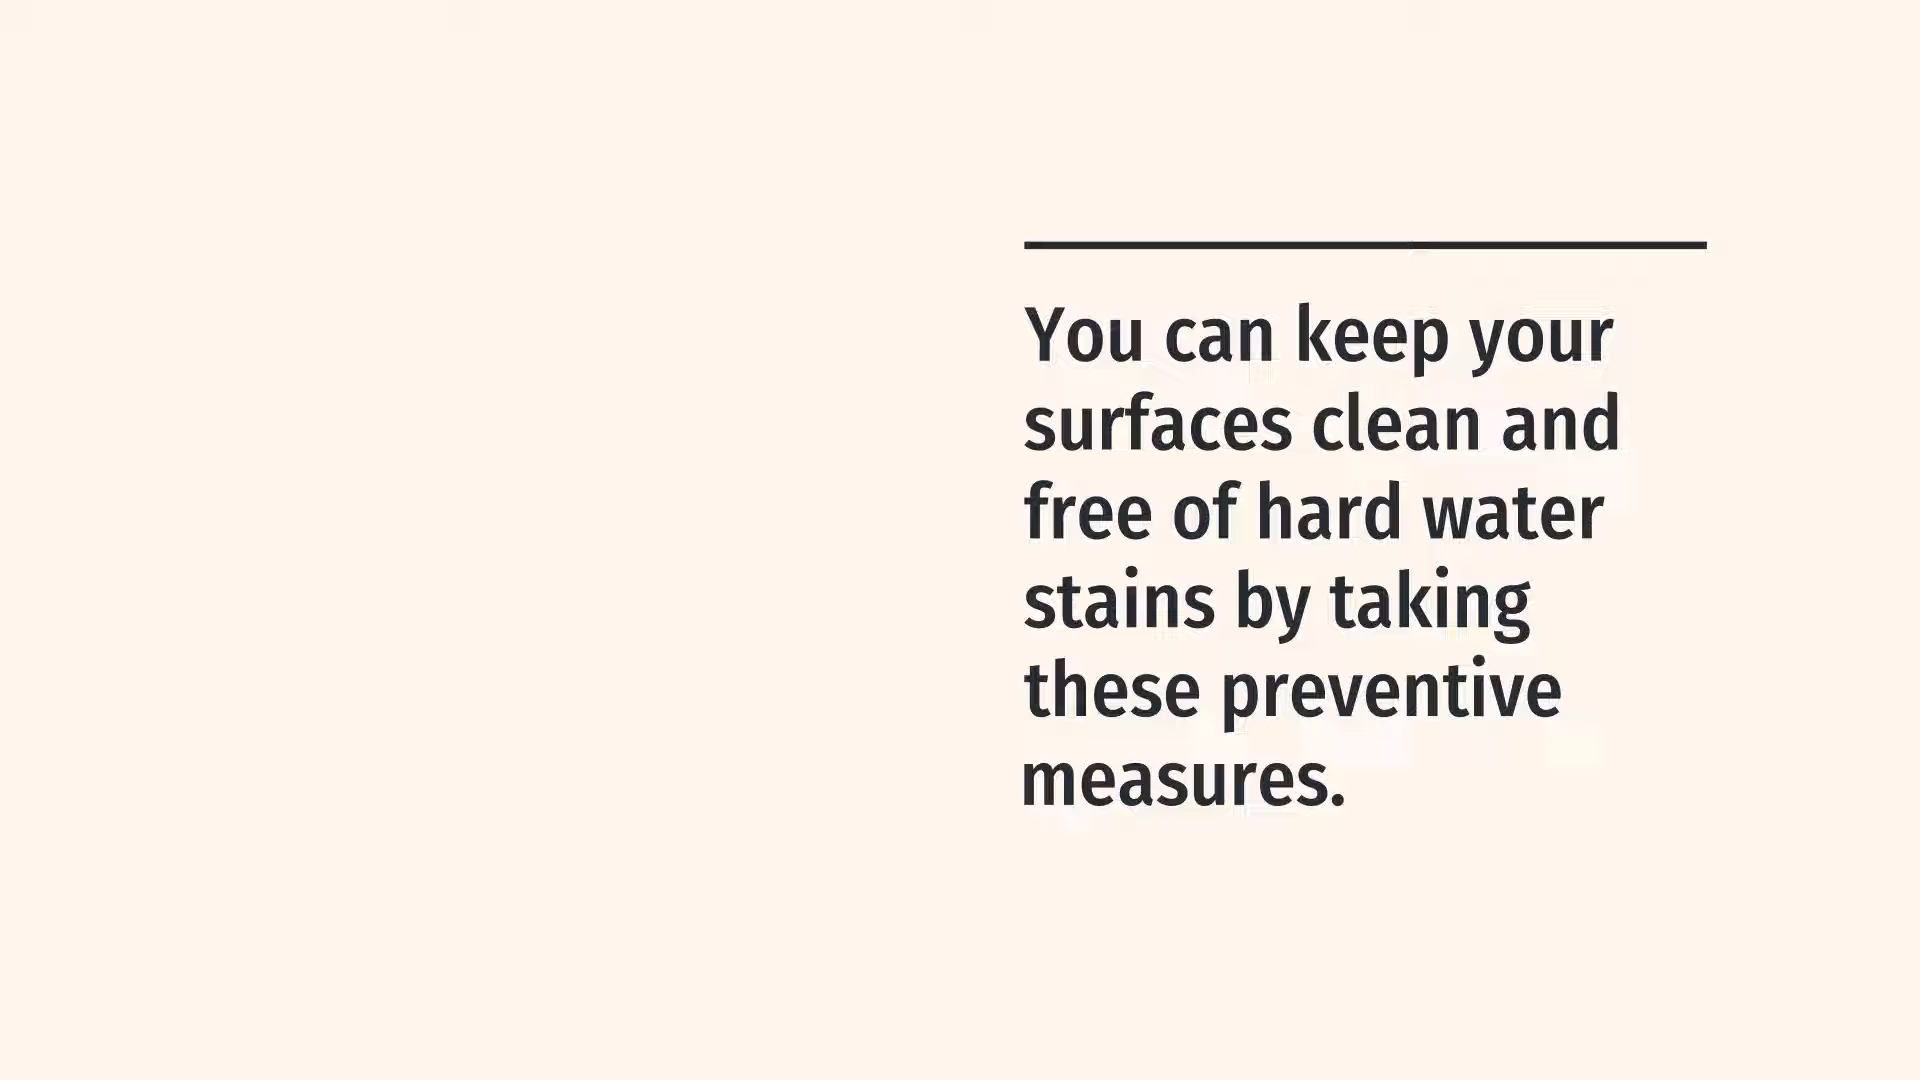 You can keep your
surfaces clean and
free of hard water
stains by taking
these preventive
measures.